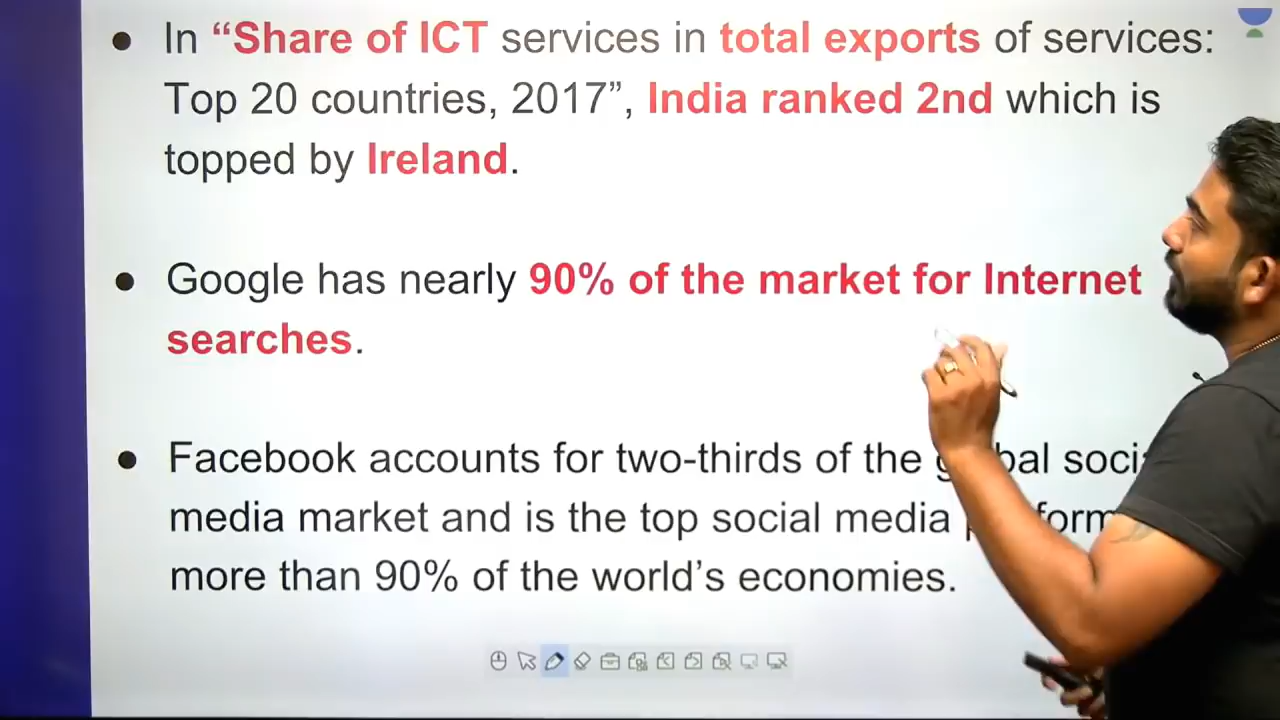 ● In “Share of ICT services in total exports of services:
Top 20 countries, 2017”, India ranked 2nd which is
topped by Ireland.
● Google has nearly 90% of the market for Internet
searches.
● Facebook accounts for two-thirds of the
media market and is the top social media
more than 90% of the world’s economies.